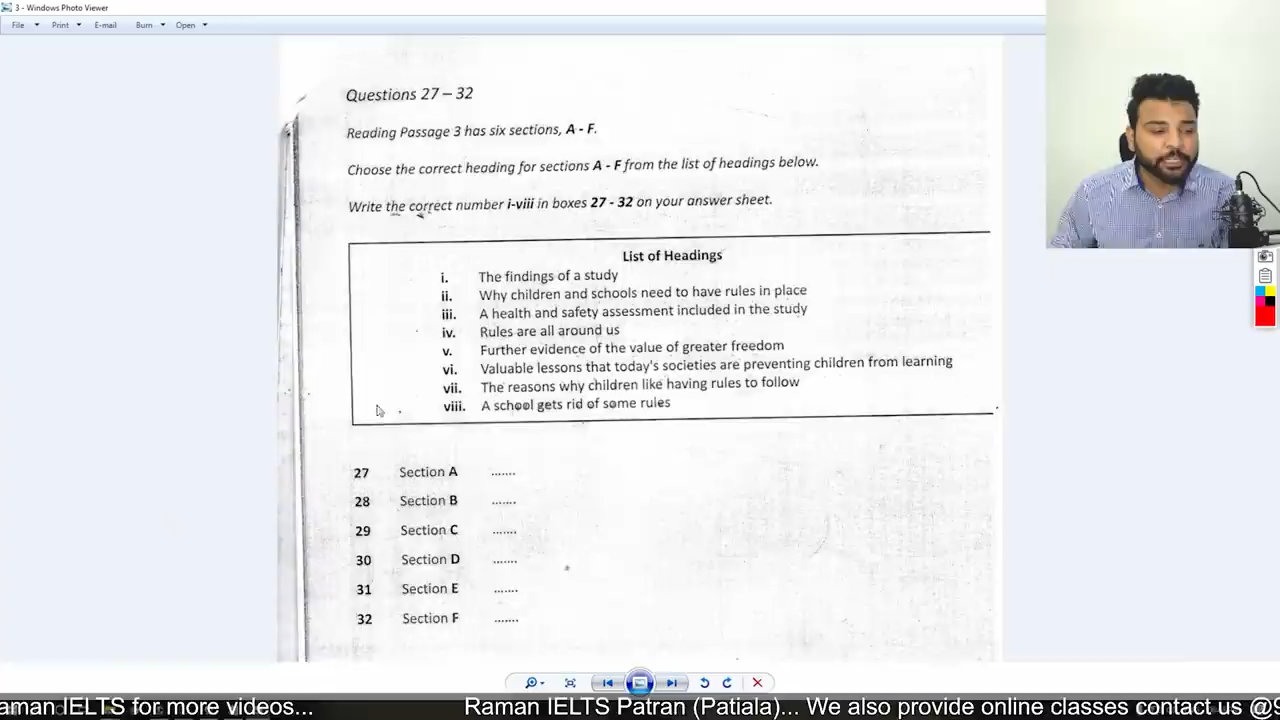 3 - Windows Photo Viewer
File Print E-mail Burn Open
Questions 27 – 32
Reading Passage 3 has six sections, A - F.
Choose the correct heading for sections A - F from the list of headings below.
Write the correct number i-viii in boxes 27 - 32 on your answer sheet.
List of Headings
i. The findings of a study
ii. Why children and schools need to have rules in place
iii. A health and safety assessment included in the study
iv. Rules are all around us
v. Further evidence of the value of greater freedom
vi. Valuable lessons that today's societies are preventing children from learning
vii. The reasons why children like having rules to follow
viii. A school gets rid of some rules
27 Section A .......
28 Section B .......
29 Section C .......
30 Section D .......
31 Section E .......
32 Section F .......
aman IELTS for more videos... Raman IELTS Patran (Patiala)... We also provide online classes contact us @9